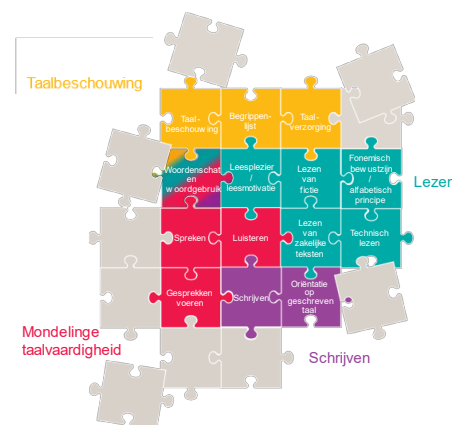 Taalbeschouwing
Taal-
beschouwing
Begrippen-
lijst
Taal-
verzorging
Woordenschat
en
woordgebruik
Leesplezier
/
leesmotivatie
Lezen
van
fictie
Fonemisch
bewustzijn
/
alfabetisch
principe
Lezen
Spreken
Luisteren
Lezen
van
zakelijke
teksten
Technisch
lezen
Gesprekken
voeren
Schrijven
Oriëntatie
op
geschreven
taal
Mondelinge
taalvaardigheid
Schrijven